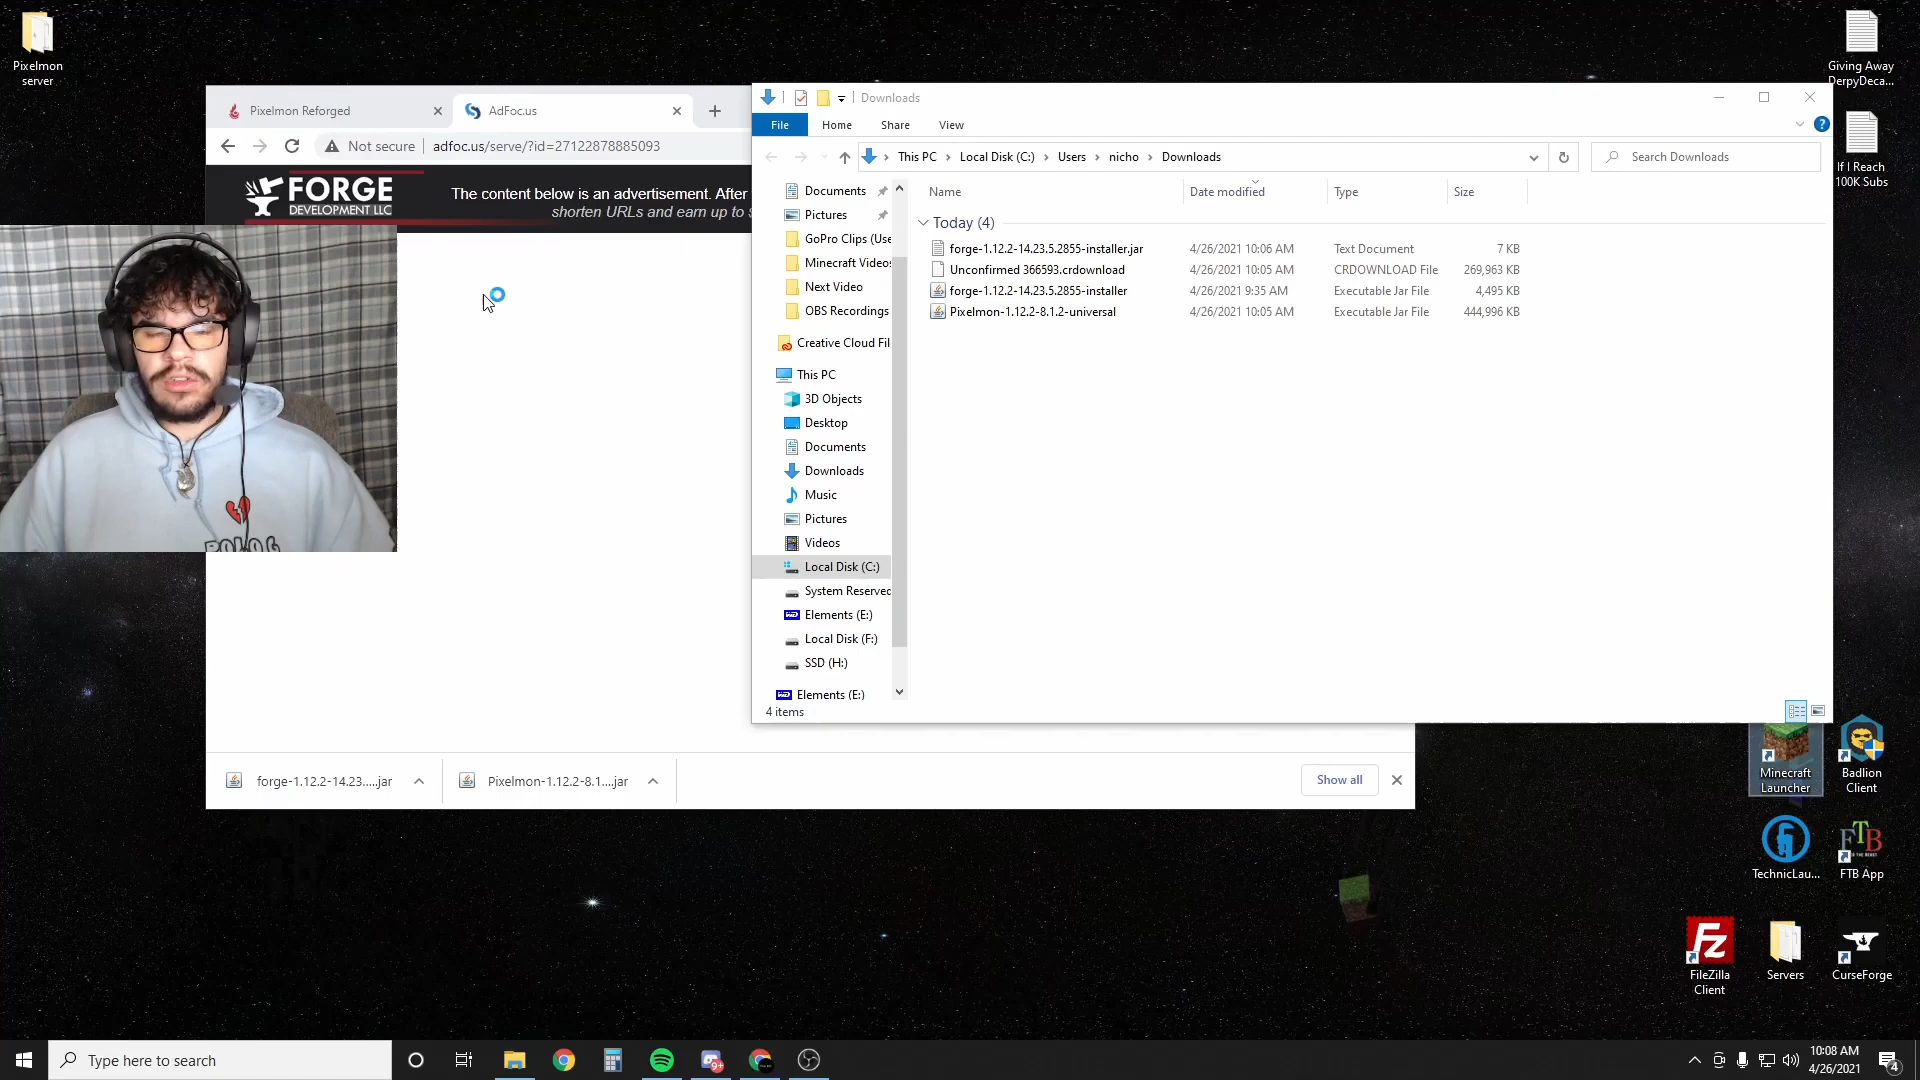 Pixelmon
server
Giving Away
DerpyDeca...
If I Reach
100K Subs
Pixelmon Reforged
AdFoc.us
Not secure
adfoc.us/serve/?id=27122878885093
FORGE
DEVELOPMENT LLC
The content below is an advertisement. After
shorten URLs and earn up to
Downloads
File
Home
Share
View
This PC
Local Disk (C:)
Users
nicho
Downloads
Search Downloads
Documents
Pictures
GoPro Clips (Use
Minecraft Videos
Next Video
OBS Recordings
Creative Cloud Fil
This PC
3D Objects
Desktop
Documents
Downloads
Music
Pictures
Videos
Local Disk (C:)
System Reserved
Elements (E:)
Local Disk (F:)
SSD (H:)
Elements (E:)
Name Date modified Type Size
Today (4)
forge-1.12.2-14.23.5.2855-installer.jar 4/26/2021 10:06 AM Text Document 7 KB
Unconfirmed 366593.crdownload 4/26/2021 10:05 AM CRDOWNLOAD File 269,963 KB
forge-1.12.2-14.23.5.2855-installer 4/26/2021 9:35 AM Executable Jar File 4,495 KB
Pixelmon-1.12.2-8.1.2-universal 4/26/2021 10:05 AM Executable Jar File 444,996 KB
4 items
forge-1.12.2-14.23.....jar
Pixelmon-1.12.2-8.1....jar
Show all
Minecraft
Launcher
Badlion
Client
TechnicLau...
FTB
FTB App
Fz
FileZilla
Client
Servers
CurseForge
Type here to search
9+
10:08 AM
4/26/2021
4